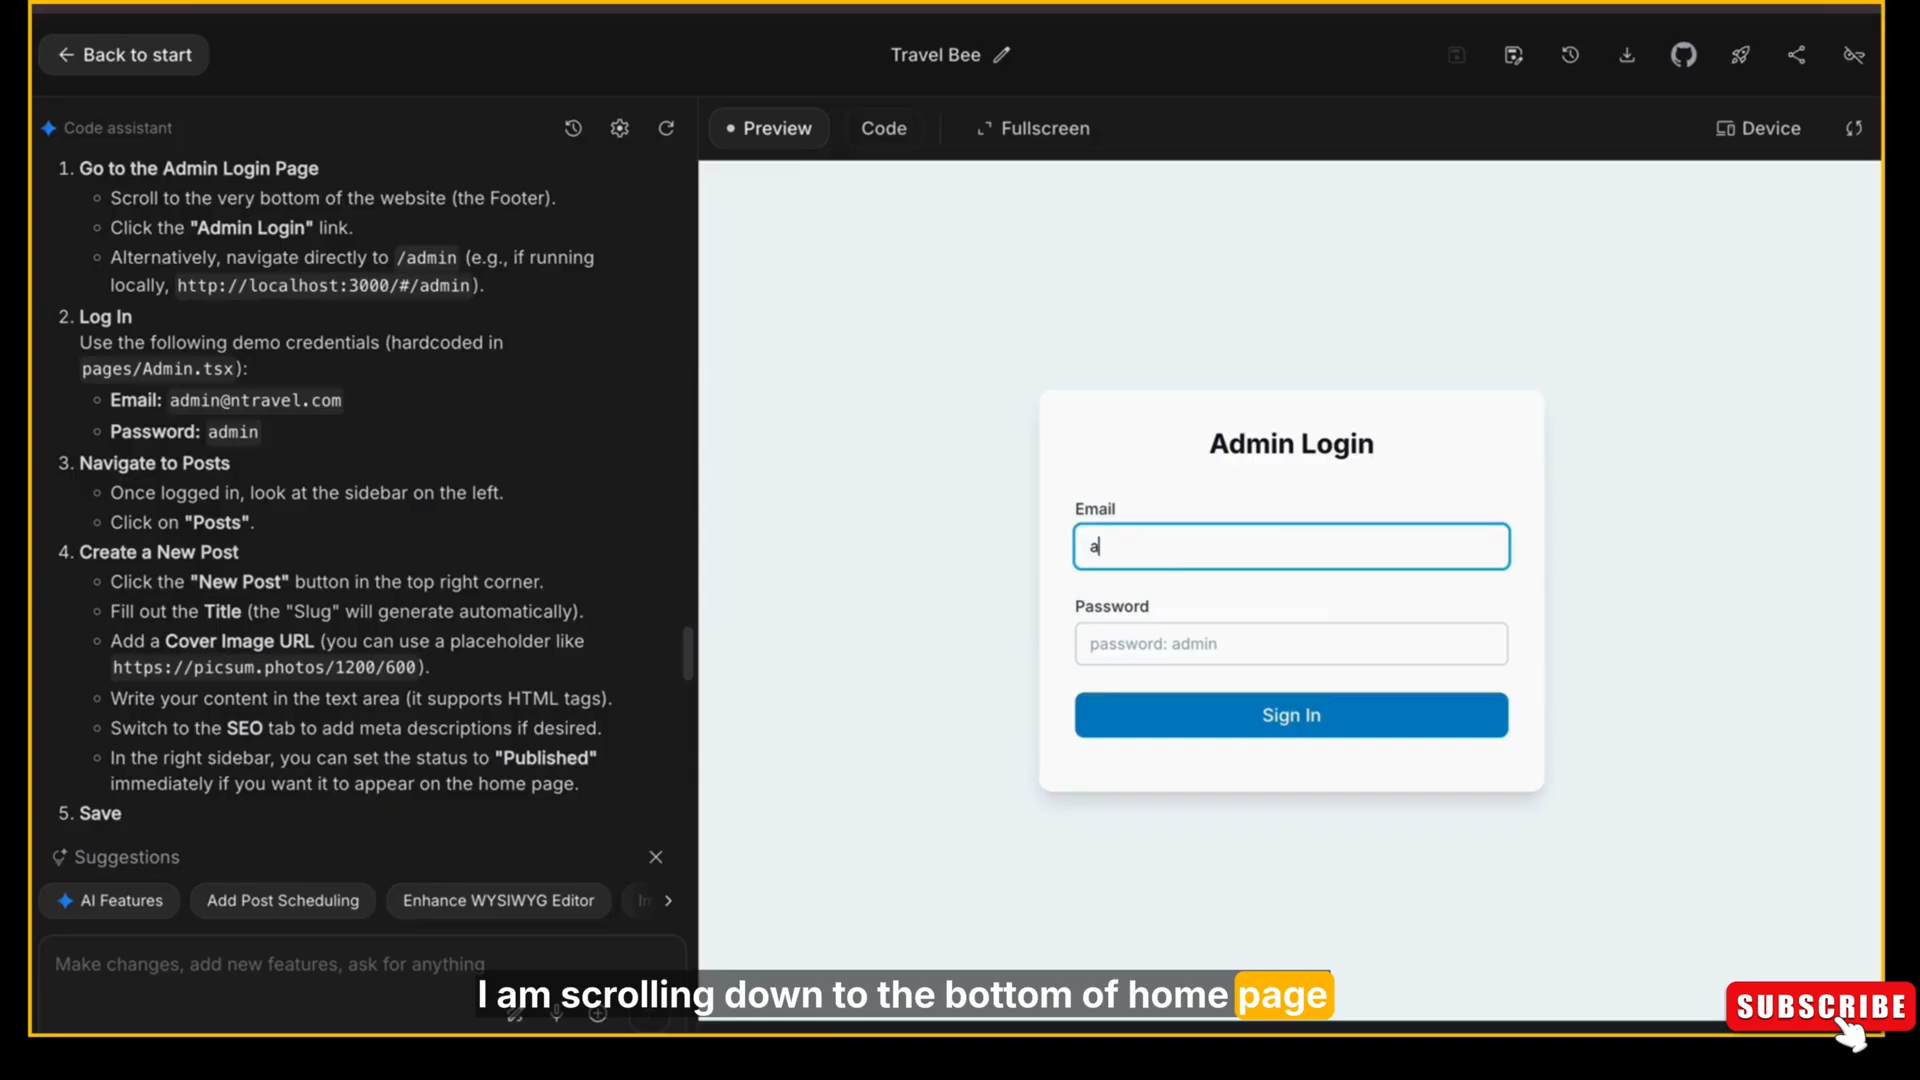 Back to start
Travel Bee
Code assistant
Preview
Code
Fullscreen
Device
1. Go to the Admin Login Page
Scroll to the very bottom of the website (the Footer).
Click the "Admin Login" link.
Alternatively, navigate directly to /admin (e.g., if running
locally, http://localhost:3000/#/admin).
2. Log In
Use the following demo credentials (hardcoded in
pages/Admin.tsx):
Email: admin@ntravel.com
Password: admin
3. Navigate to Posts
Once logged in, look at the sidebar on the left.
Click on "Posts".
4. Create a New Post
Click the "New Post" button in the top right corner.
Fill out the Title (the "Slug" will generate automatically).
Add a Cover Image URL (you can use a placeholder like
https://picsum.photos/1200/600).
Write your content in the text area (it supports HTML tags).
Switch to the SEO tab to add meta descriptions if desired.
In the right sidebar, you can set the status to "Published"
immediately if you want it to appear on the home page.
5. Save
Suggestions
AI Features
Add Post Scheduling
Enhance WYSIWYG Editor
Make changes, add new features, ask for anything
Admin Login
Email
a
Password
password: admin
Sign In
I am scrolling down to the bottom of home page
SUBSCRIBE